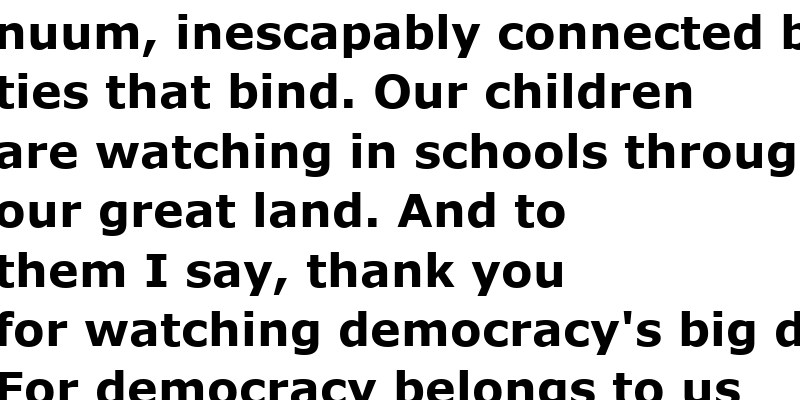 nuum, inescapably connected b
ties that bind. Our children
are watching in schools throug
our great land. And to
them I say, thank you
for watching democracy's big d
For democracy belongs to us